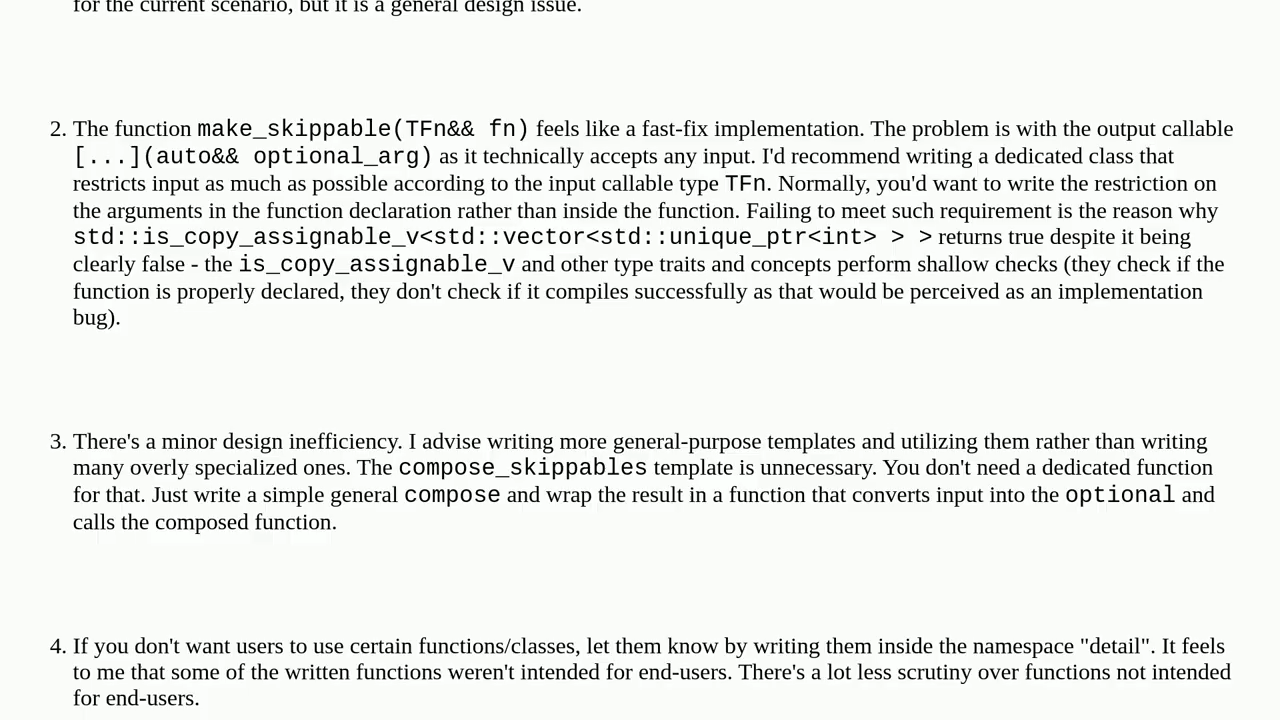 for the current scenario, but it is a general design issue.
2. The function make_skippable(TFn&& fn) feels like a fast-fix implementation. The problem is with the output callable
[...](auto&& optional_arg) as it technically accepts any input. I'd recommend writing a dedicated class that
restricts input as much as possible according to the input callable type TFn. Normally, you'd want to write the restriction on
the arguments in the function declaration rather than inside the function. Failing to meet such requirement is the reason why
std::is_copy_assignable_v<std::vector<std::unique_ptr<int> > > returns true despite it being
clearly false - the is_copy_assignable_v and other type traits and concepts perform shallow checks (they check if the
function is properly declared, they don't check if it compiles successfully as that would be perceived as an implementation
bug).
3. There's a minor design inefficiency. I advise writing more general-purpose templates and utilizing them rather than writing
many overly specialized ones. The compose_skippables template is unnecessary. You don't need a dedicated function
for that. Just write a simple general compose and wrap the result in a function that converts input into the optional and
calls the composed function.
4. If you don't want users to use certain functions/classes, let them know by writing them inside the namespace "detail". It feels
to me that some of the written functions weren't intended for end-users. There's a lot less scrutiny over functions not intended
for end-users.